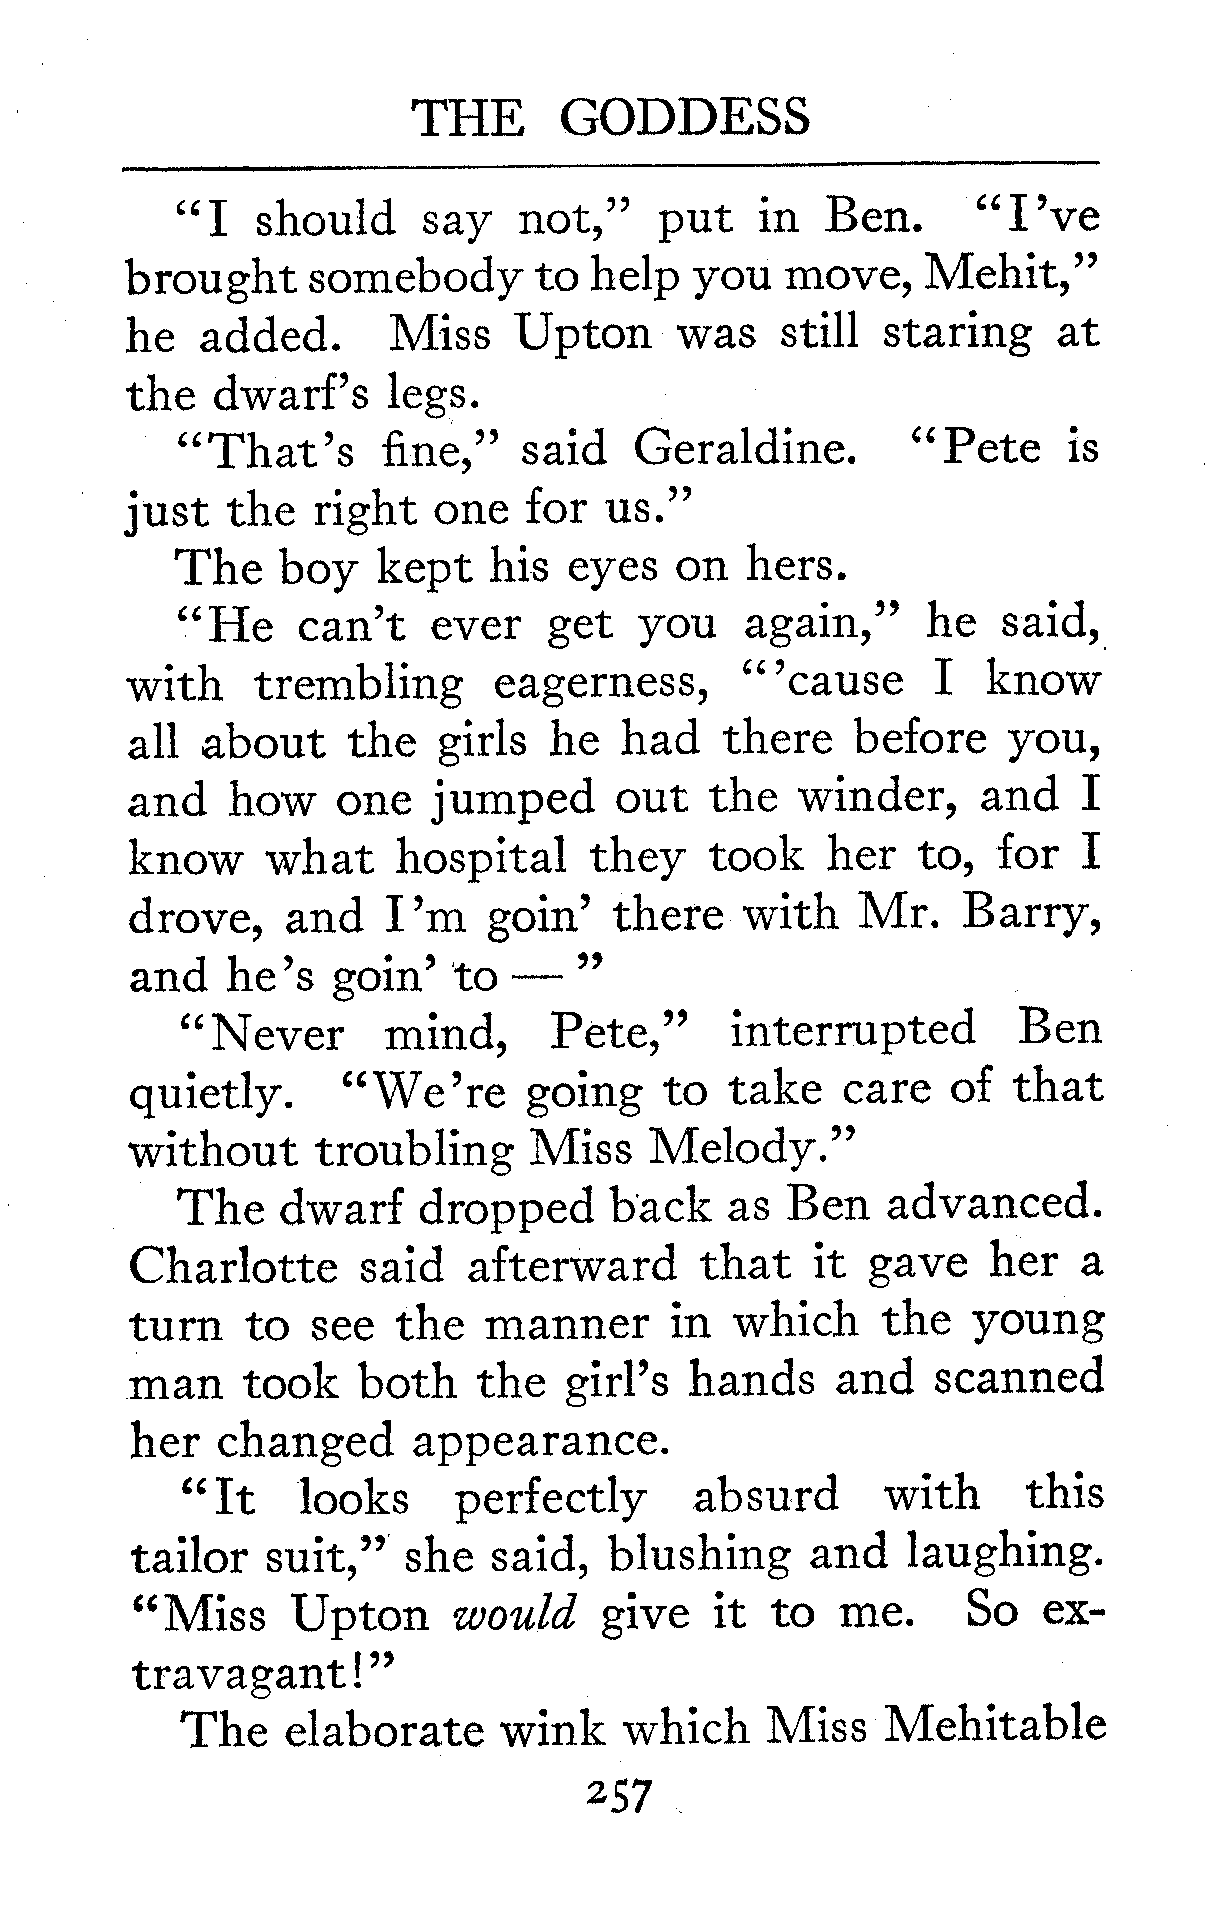 THE GODDESS
“I should say not,” put in Ben. “I’ve
brought somebody to help you move, Mehit,”
he added. Miss Upton was still staring at
the dwarf’s legs.
“That’s fine,” said Geraldine. “Pete is
just the right one for us.”
The boy kept his eyes on hers.
“He can’t ever get you again,” he said,
with trembling eagerness, “’cause I know
all about the girls he had there before you,
and how one jumped out the winder, and I
know what hospital they took her to, for I
drove, and I’m goin’ there with Mr. Barry,
and he’s goin’ to — ”
“Never mind, Pete,” interrupted Ben
quietly. “We’re going to take care of that
without troubling Miss Melody.”
The dwarf dropped back as Ben advanced.
Charlotte said afterward that it gave her a
turn to see the manner in which the young
man took both the girl’s hands and scanned
her changed appearance.
“It looks perfectly absurd with this
tailor suit,” she said, blushing and laughing.
“Miss Upton would give it to me. So ex-
travagant!”
The elaborate wink which Miss Mehitable
257